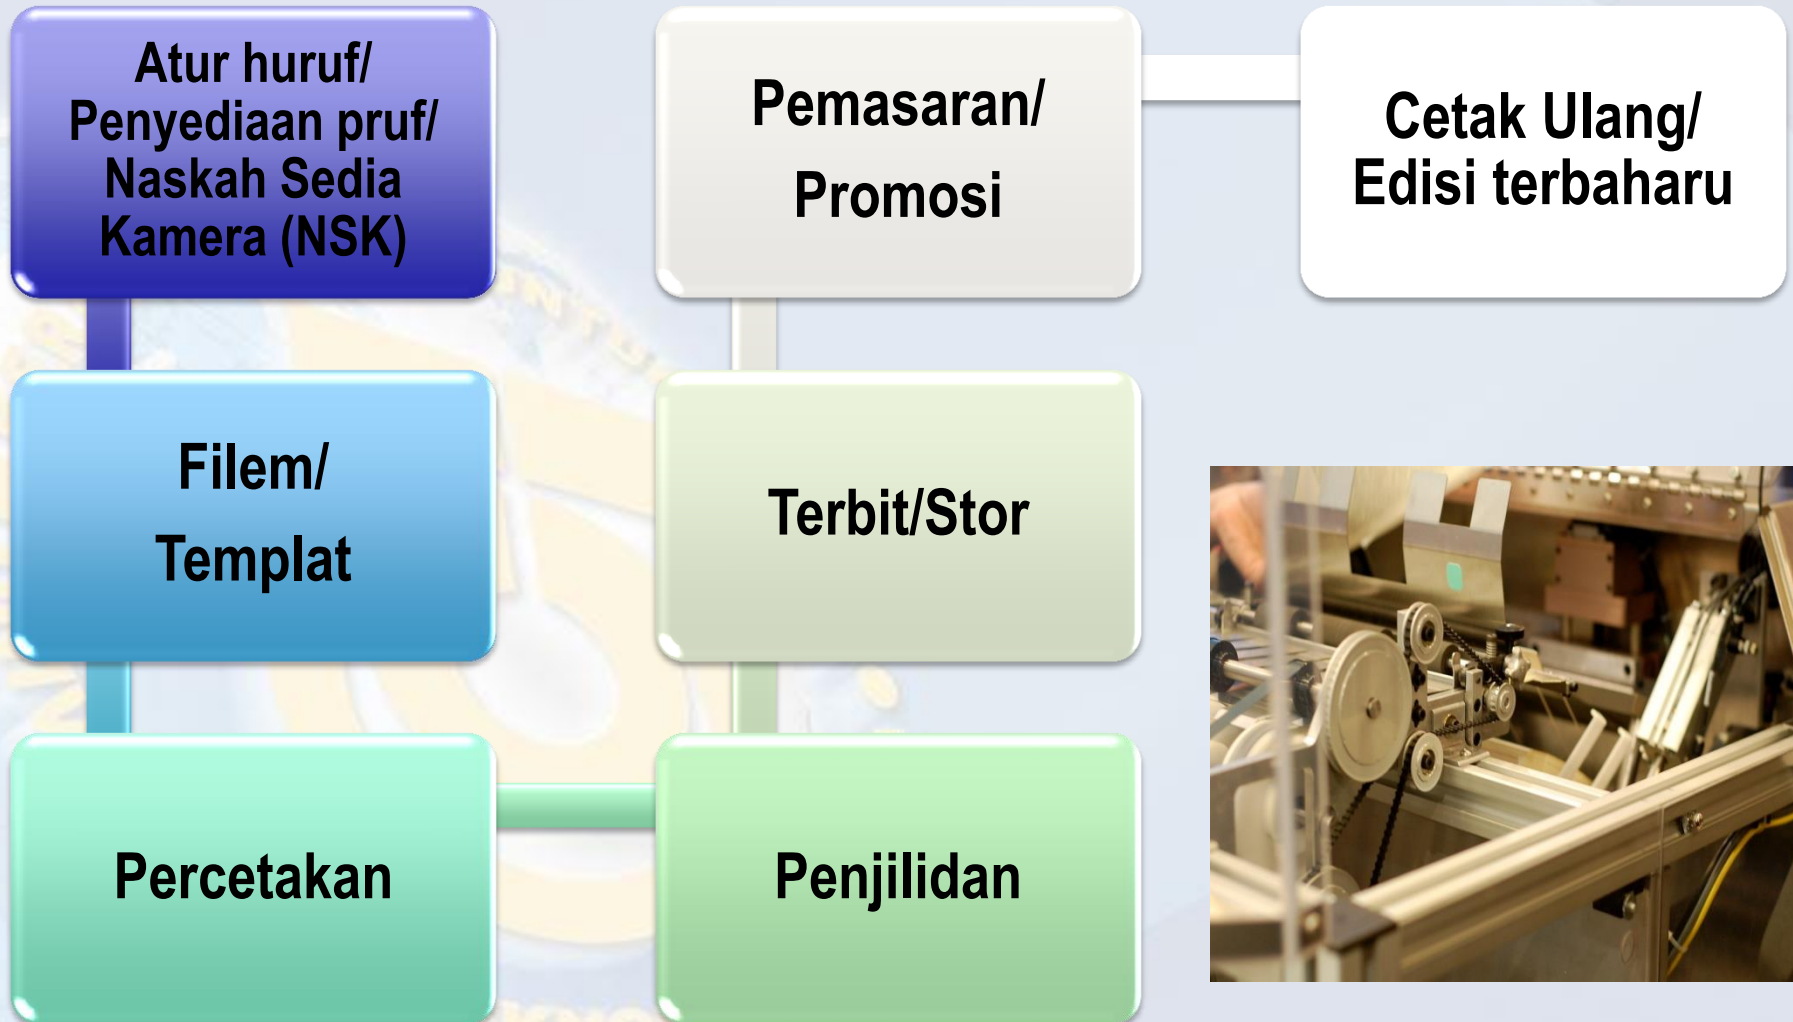 Atur huruf/
Penyediaan pruf/
Naskah Sedia
Kamera (NSK)
Filem/
Templat
Percetakan
Penjilidan
Terbit/Stor
Pemasaran/
Promosi
Cetak Ulang/
Edisi terbaharu